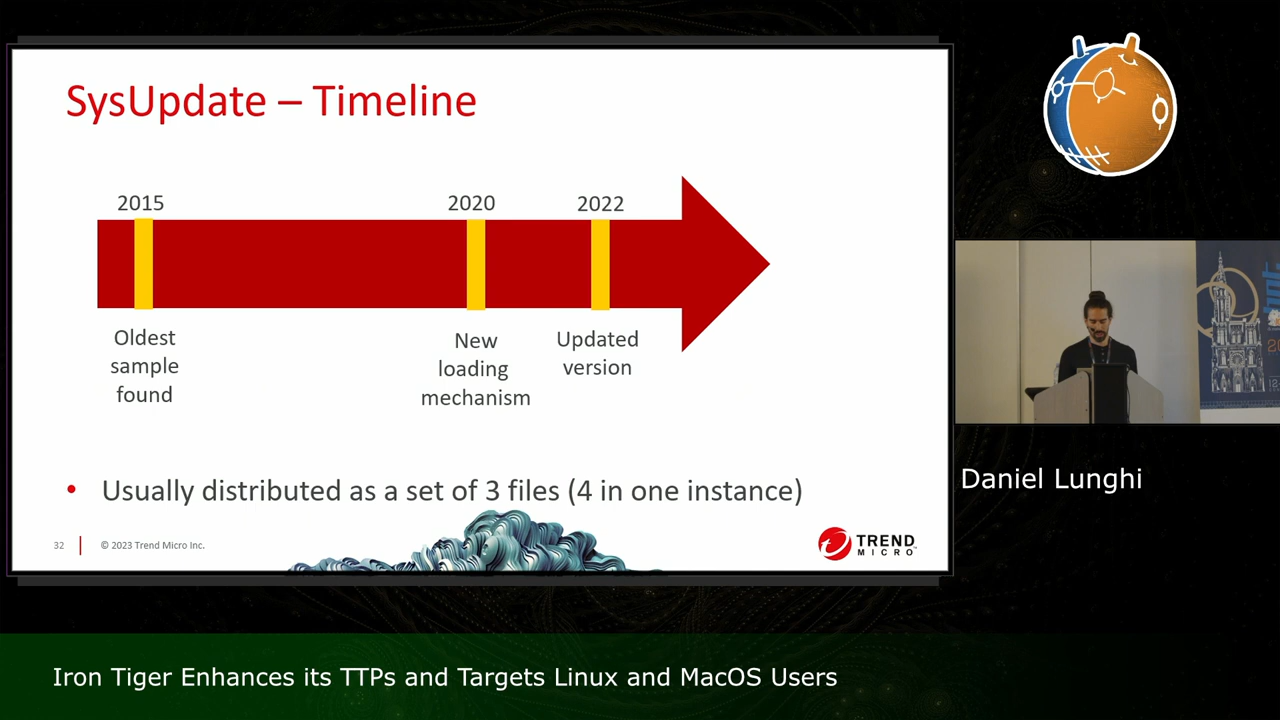 SysUpdate – Timeline
2015
2020
2022
Oldest
sample
found
New
loading
mechanism
Updated
version
• Usually distributed as a set of 3 files (4 in one instance)
32
© 2023 Trend Micro Inc.
TREND
MICRO™
Daniel Lunghi
Iron Tiger Enhances its TTPs and Targets Linux and MacOS Users